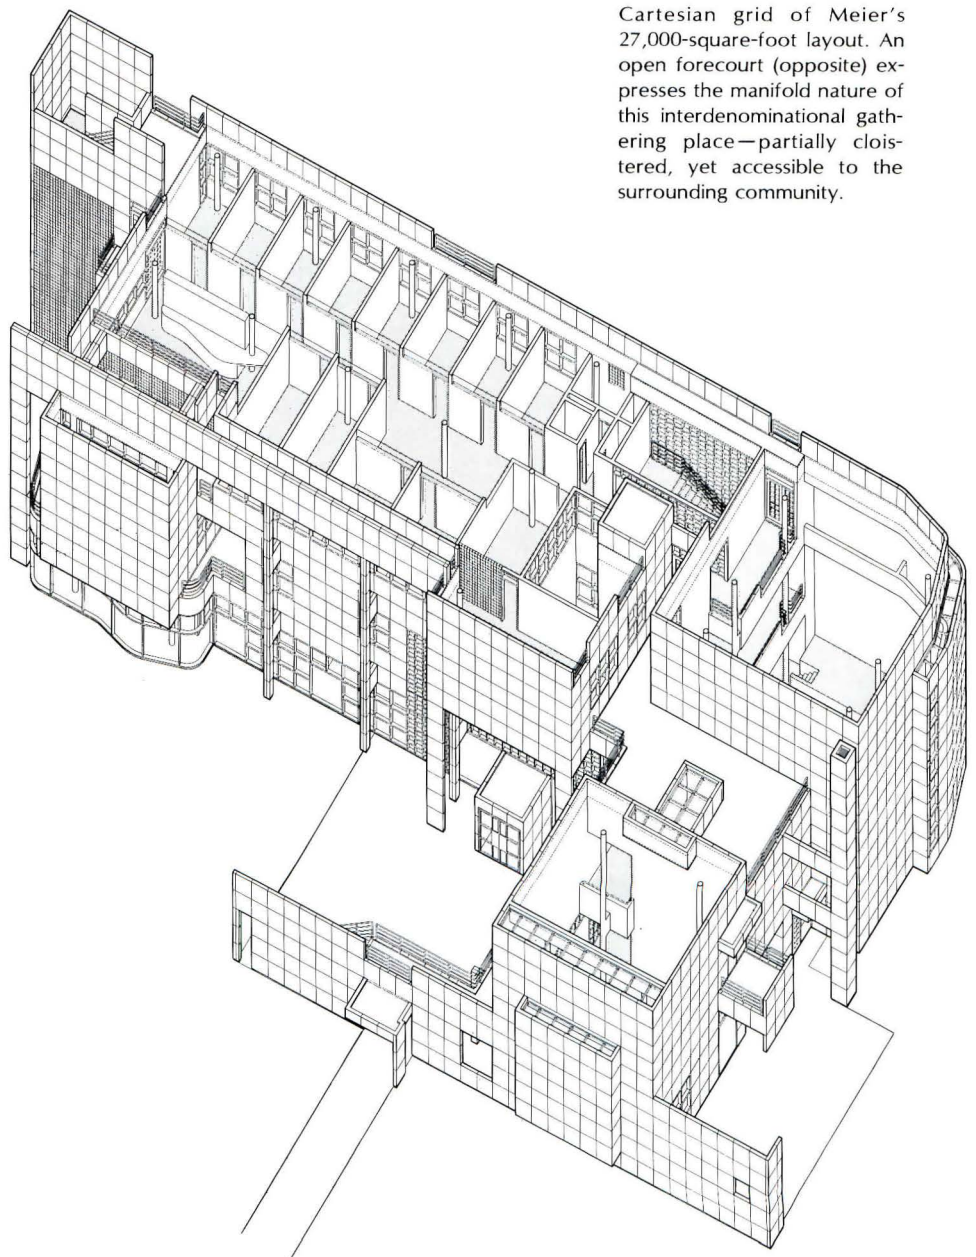 Cartesian grid of Meier's
27,000-square-foot layout. An
open forecourt (opposite) ex-
presses the manifold nature of
this interdenominational gath-
ering place—partially clois-
tered, yet accessible to the
surrounding community.